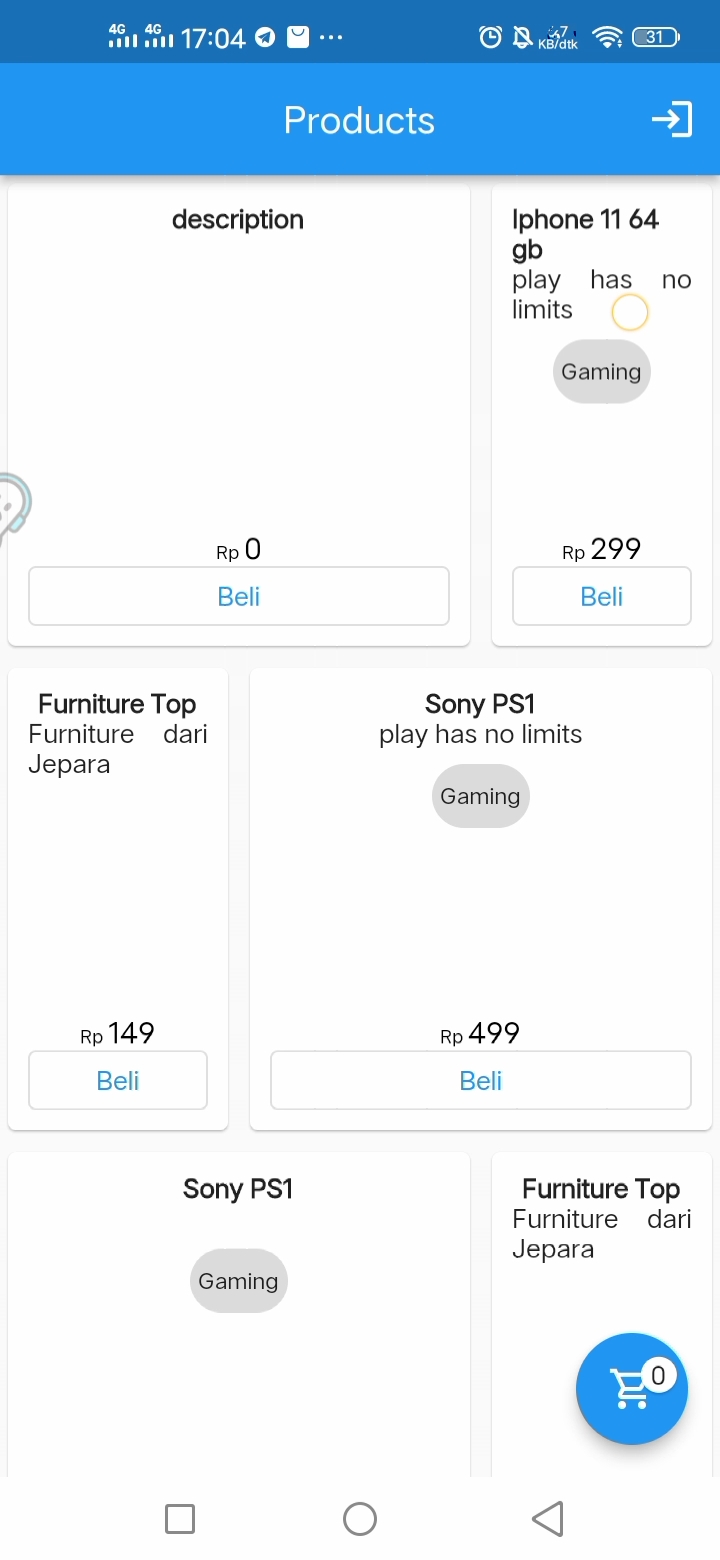 4G 4G 17:04 ... KB/dtk 31
Products
description
Rp 0
Beli
Iphone 11 64
gb
play has no
limits
Gaming
Rp 299
Beli
Furniture Top
Furniture dari
Jepara
Rp 149
Beli
Sony PS1
play has no limits
Gaming
Rp 499
Beli
Sony PS1
Gaming
Furniture Top
Furniture dari
Jepara
0